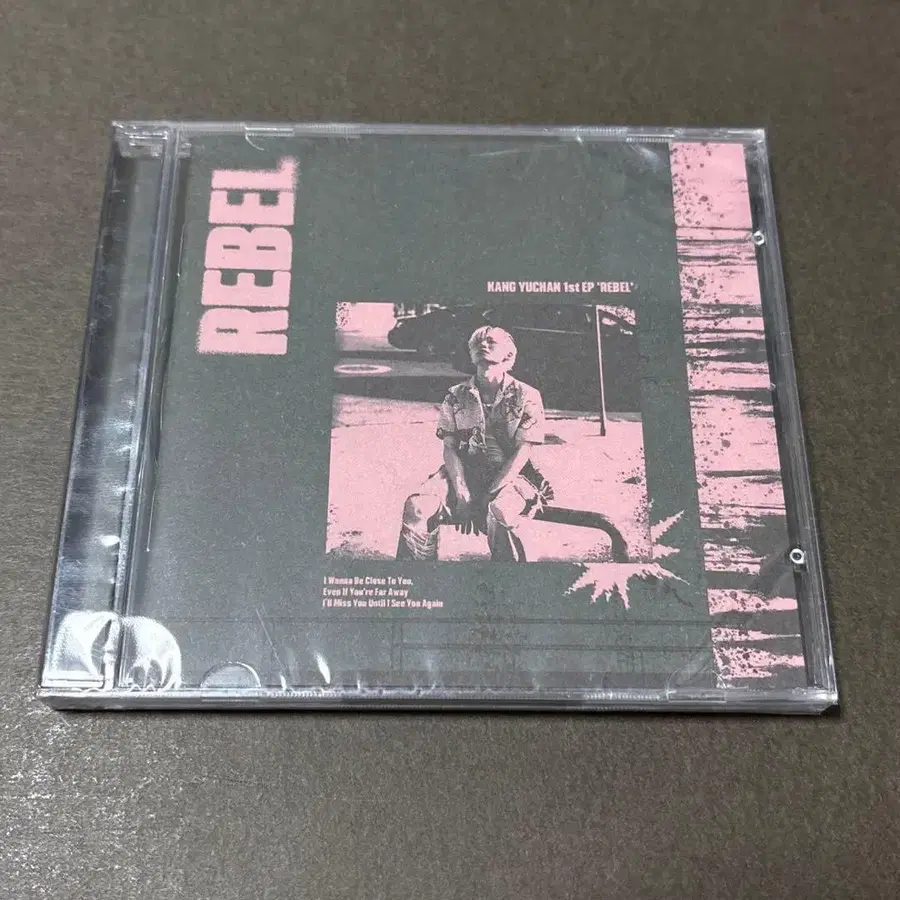 REBEL
KANG YUCHAN 1st EP 'REBEL'
I Wanna Be Close To You,
Even If You're Far Away
I'll Miss You Until I See You Again